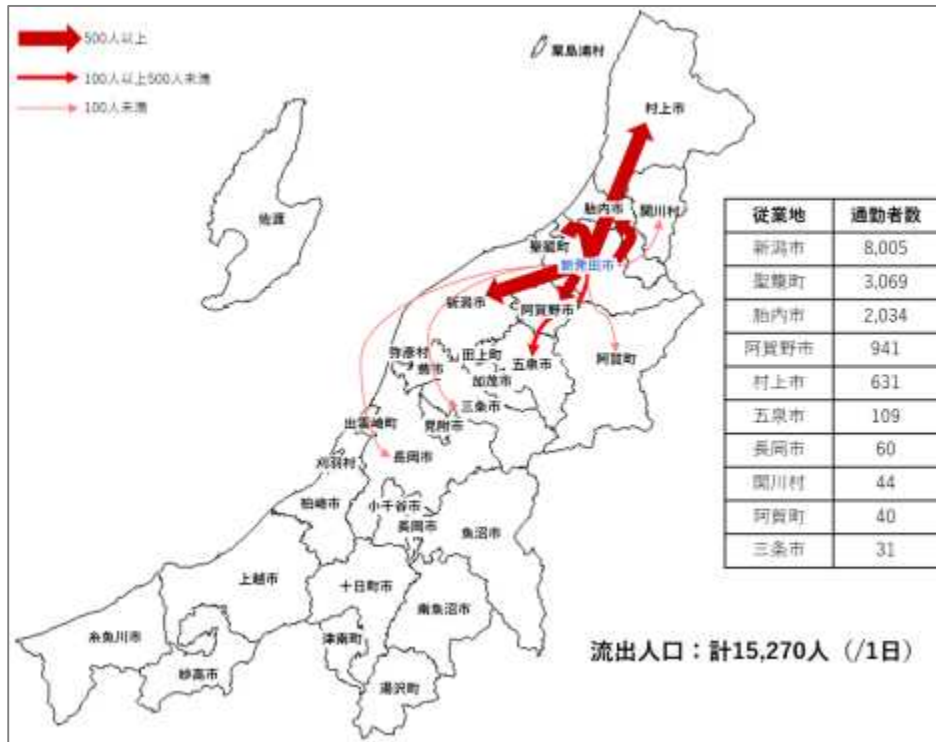 500人以上
100人以上500人未満
100人未満
粟島浦村
村上市
佐渡
胎内市
関川村
聖籠町
新発田市
新潟市
阿賀野市
弥彦村
燕市
田上町
五泉市
阿賀町
加茂市
三条市
出雲崎町
見附市
長岡市
刈羽村
柏崎市
小千谷市
長岡市
魚沼市
上越市
十日町市
南魚沼市
糸魚川市
津南町
妙高市
湯沢町
従業地 通勤者数
新潟市 8,005
聖籠町 3,069
胎内市 2,034
阿賀野市 941
村上市 631
五泉市 109
長岡市 60
関川村 44
阿賀町 40
三条市 31
流出人口：計15,270人（/1日）